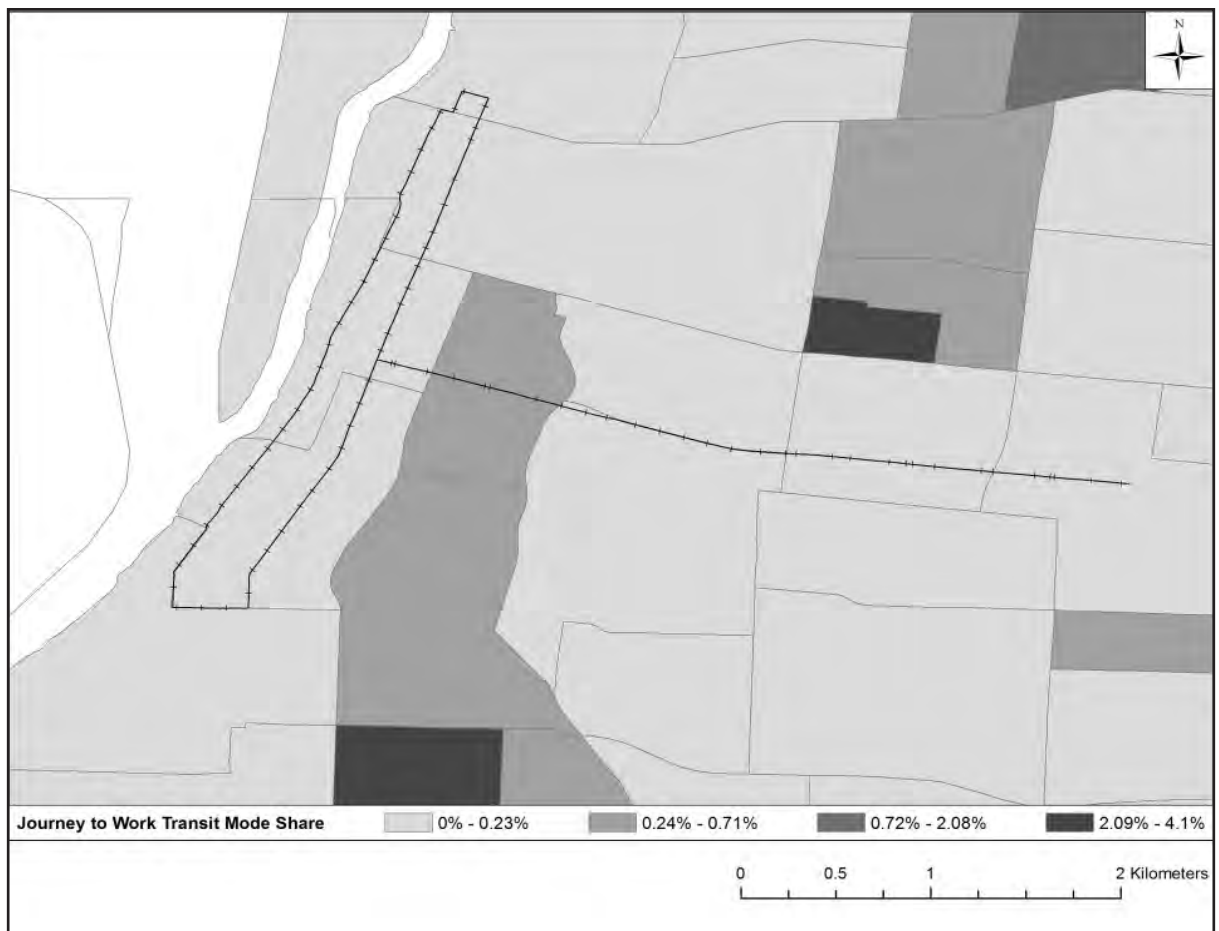 N
Journey to Work Transit Mode Share 0% - 0.23% 0.24% - 0.71% 0.72% - 2.08% 2.09% - 4.1%
0 0.5 1 2 Kilometers